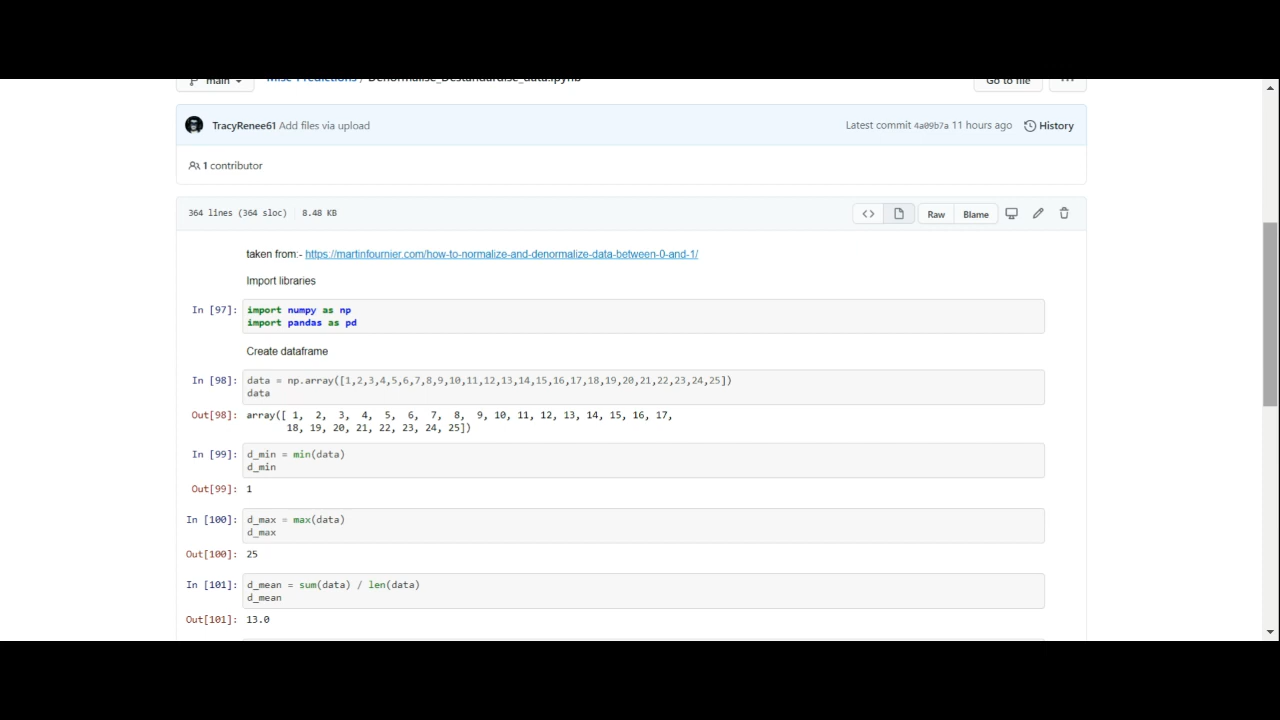 main
Misc-Predictions / Denormalise_Destandardise_data.ipynb
Go to file
TracyRenee61 Add files via upload
Latest commit 4a09b7a 11 hours ago
History
1 contributor
364 lines (364 sloc) 8.48 KB
Raw
Blame
taken from:- https://martinfournier.com/how-to-normalize-and-denormalize-data-between-0-and-1/
Import libraries
In [97]: import numpy as np
import pandas as pd
Create dataframe
In [98]: data = np.array([1,2,3,4,5,6,7,8,9,10,11,12,13,14,15,16,17,18,19,20,21,22,23,24,25])
data
Out[98]: array([ 1, 2, 3, 4, 5, 6, 7, 8, 9, 10, 11, 12, 13, 14, 15, 16, 17,
18, 19, 20, 21, 22, 23, 24, 25])
In [99]: d_min = min(data)
d_min
Out[99]: 1
In [100]: d_max = max(data)
d_max
Out[100]: 25
In [101]: d_mean = sum(data) / len(data)
d_mean
Out[101]: 13.0